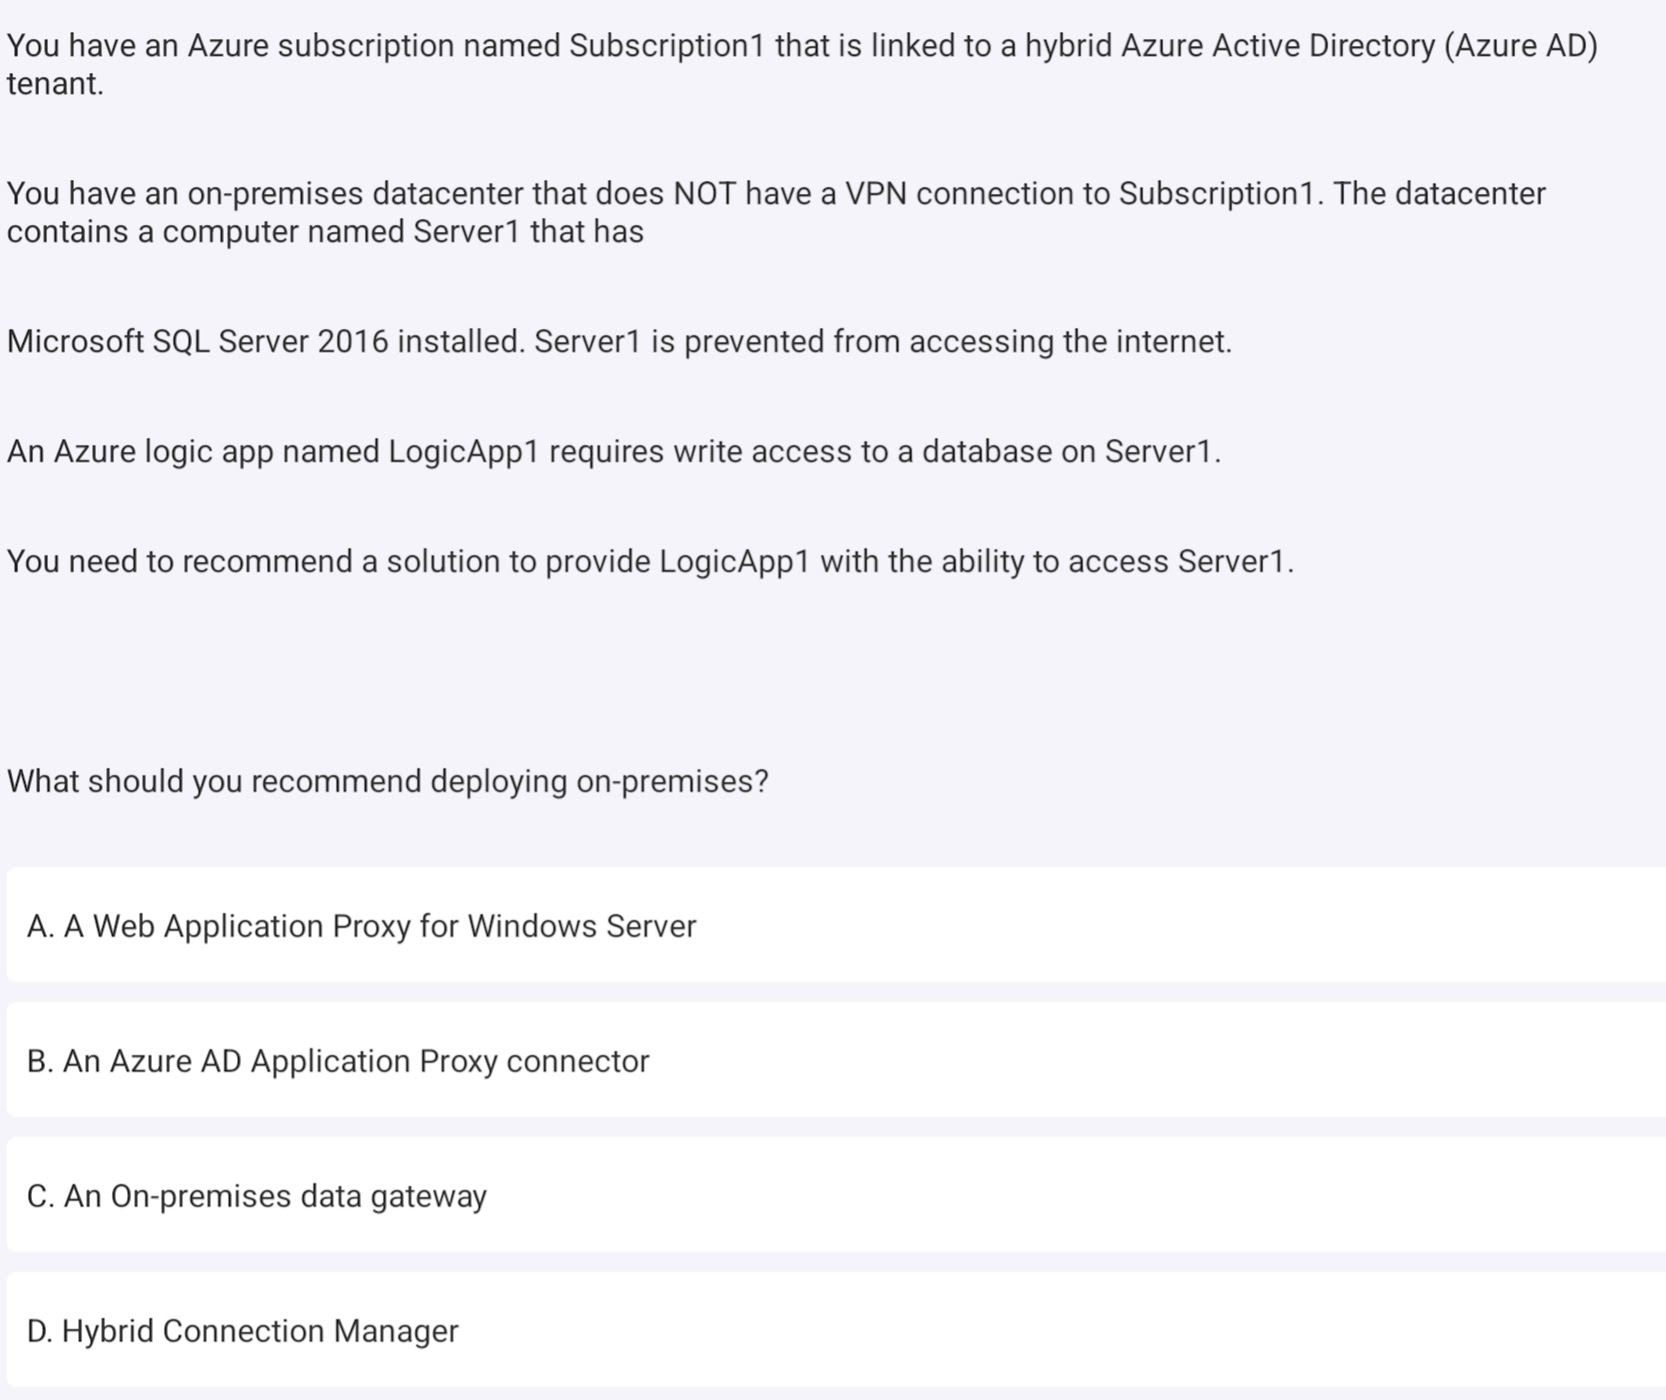 You have an Azure subscription named Subscription1 that is linked to a hybrid Azure Active Directory (Azure AD)
tenant.
You have an on-premises datacenter that does NOT have a VPN connection to Subscription1. The datacenter
contains a computer named Server1 that has
Microsoft SQL Server 2016 installed. Server1 is prevented from accessing the internet.
An Azure logic app named LogicApp1 requires write access to a database on Server1.
You need to recommend a solution to provide LogicApp1 with the ability to access Server1.
What should you recommend deploying on-premises?
A. A Web Application Proxy for Windows Server
B. An Azure AD Application Proxy connector
C. An On-premises data gateway
D. Hybrid Connection Manager